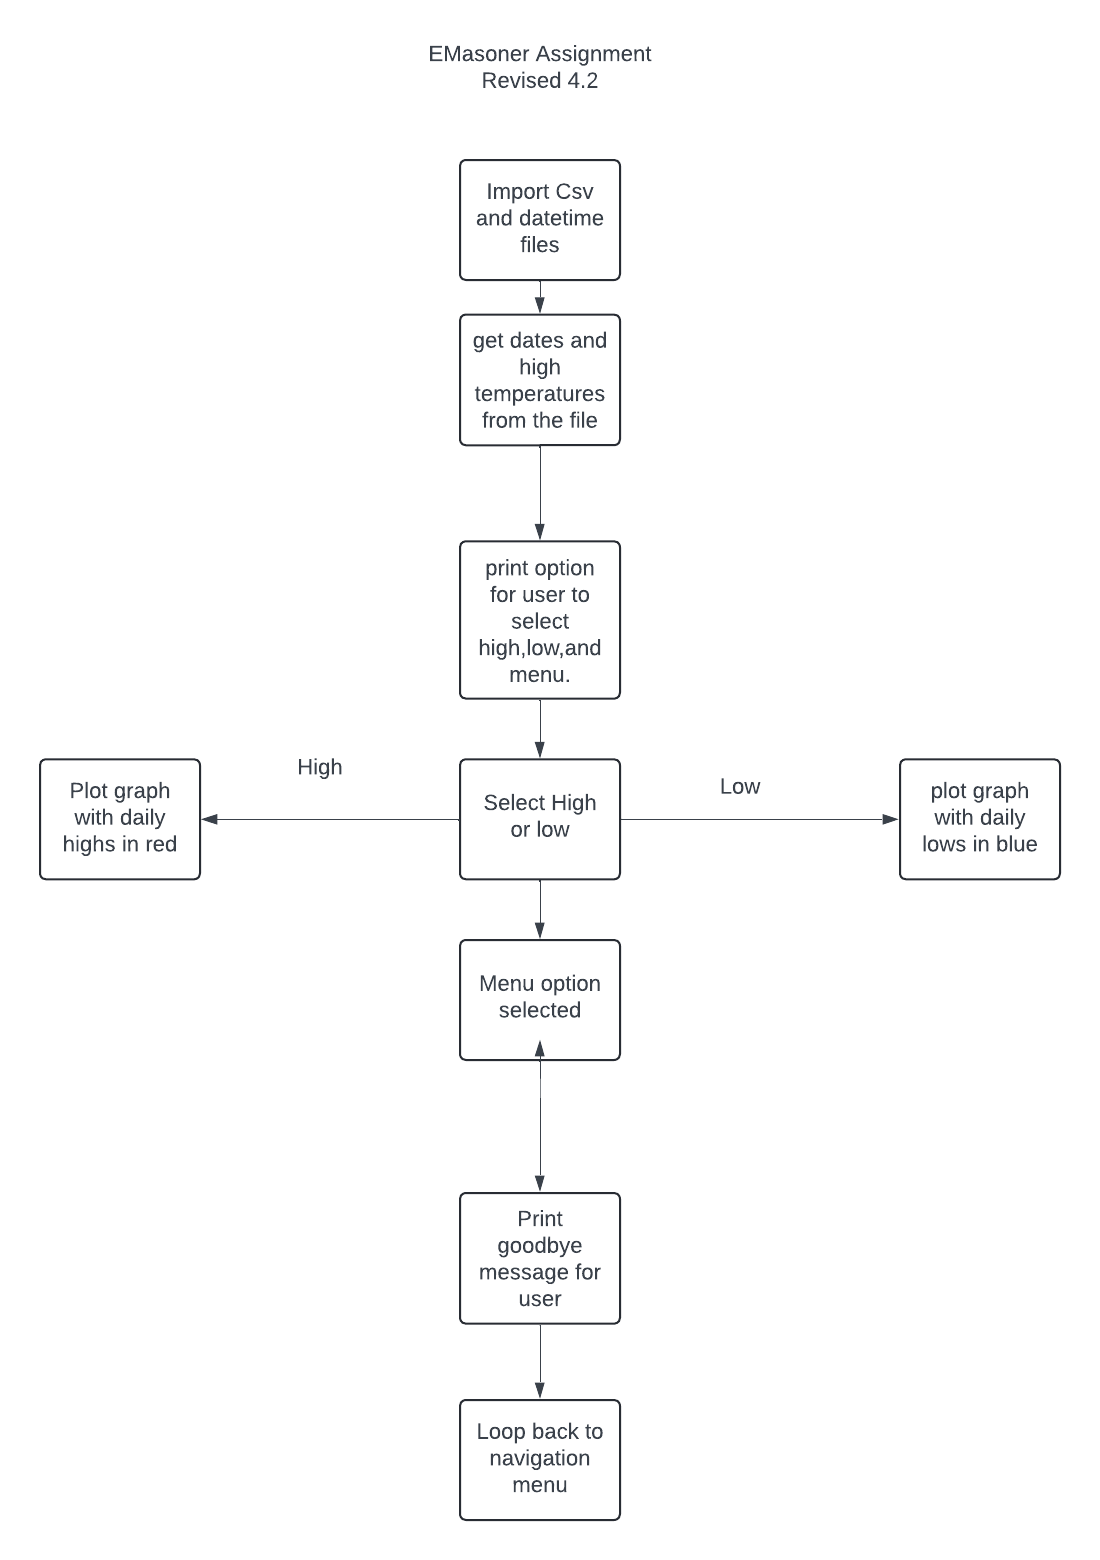 EMasoner Assignment
Revised 4.2
Import Csv
and datetime
files
get dates and
high
temperatures
from the file
print option
for user to
select
high,low,and
menu.
High
Low
Plot graph
with daily
highs in red
Select High
or low
plot graph
with daily
lows in blue
Menu option
selected
Print
goodbye
message for
user
Loop back to
navigation
menu